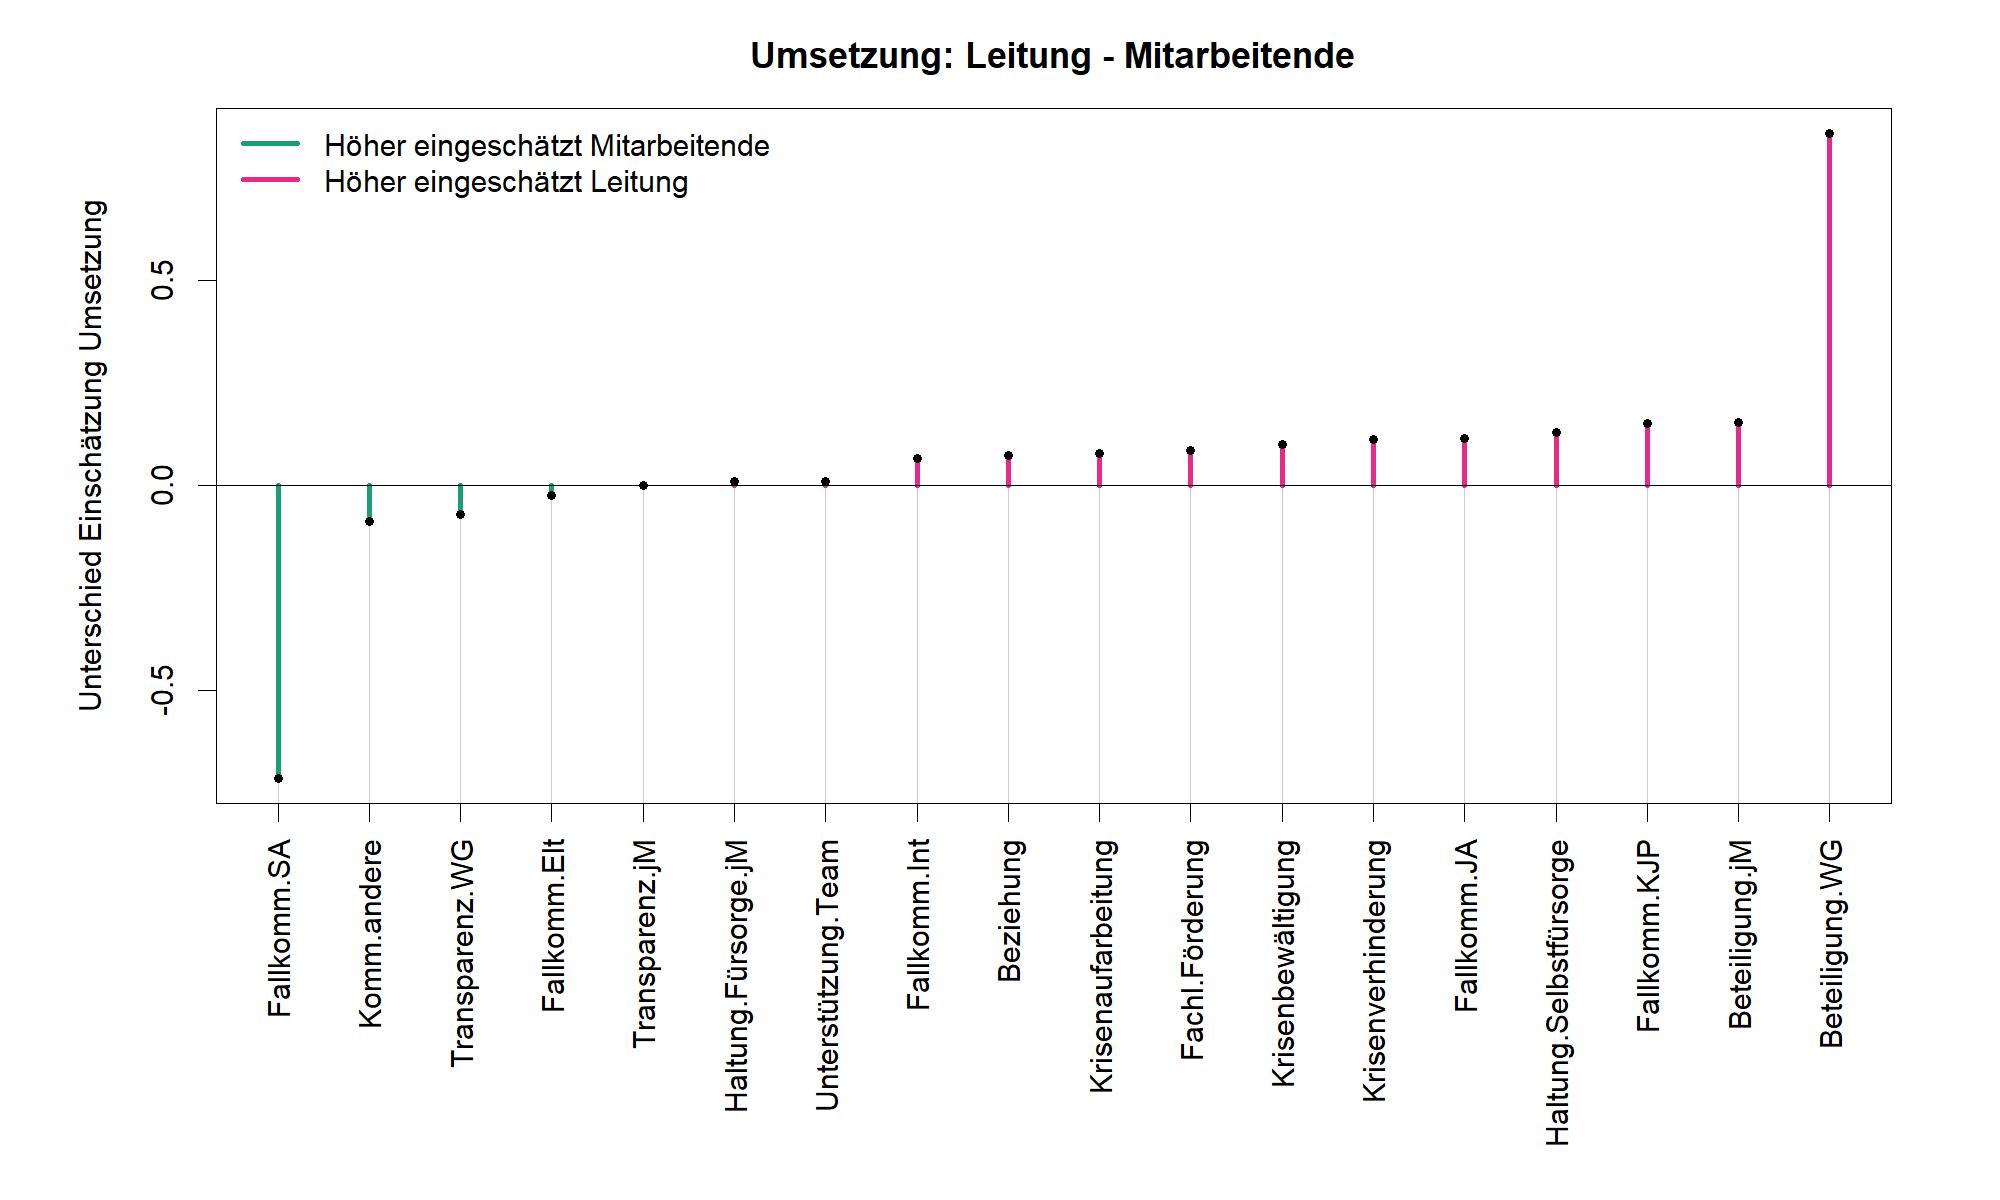 Umsetzung: Leitung - Mitarbeitende
Höher eingeschätzt Mitarbeitende
Höher eingeschätzt Leitung
Unterschied Einschätzung Umsetzung
0.5
0.0
-0.5
Fallkomm.SA
Komm.andere
Transparenz.WG
Fallkomm.Elt
Transparenz.jM
Haltung.Fürsorge.jM
Unterstützung.Team
Fallkomm.Int
Beziehung
Krisenaufarbeitung
Fachl.Förderung
Krisenbewältigung
Krisenverhinderung
Fallkomm.JA
Haltung.Selbstfürsorge
Fallkomm.KJP
Beteiligung.jM
Beteiligung.WG